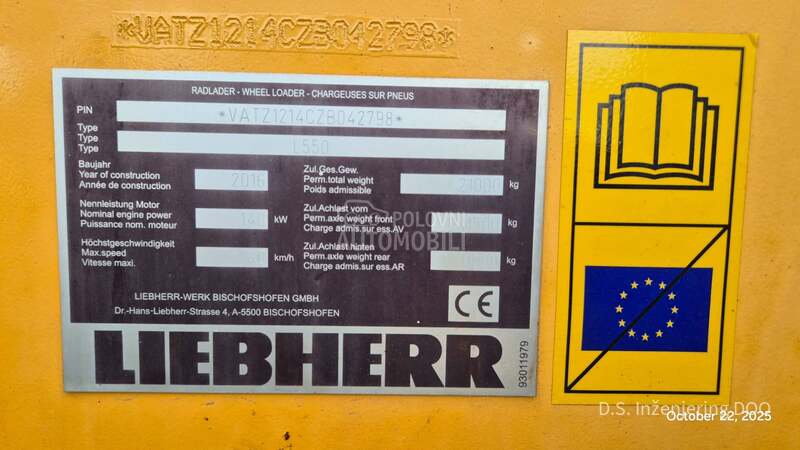 *VATZ1214CZB042798*
RADLADER - WHEEL LOADER - CHARGEUSES SUR PNEUS
PIN *VATZ1214CZB042798*
Type
Type L550
Type
Baujahr
Year of construction 2016
Année de construction
Zul.Ges.Gew.
Perm.total weight 21000 kg
Poids admissible
Nennleistung Motor
Nominal engine power 140 kW
Puissance nom. moteur
Zul.Achslast vorn
Perm.axle weight front kg
Charge admis.sur ess.AV
Höchstgeschwindigkeit
Max.speed km/h
Vitesse maxi.
Zul.Achslast hinten
Perm.axle weight rear kg
Charge admis.sur ess.AR
POLOVNI
AUTOMOBILI
LIEBHERR-WERK BISCHOFSHOFEN GMBH
Dr.-Hans-Liebherr-Strasse 4, A-5500 BISCHOFSHOFEN
CE
LIEBHERR
93011979
D.S. Inženjering DOO
October 22, 2025